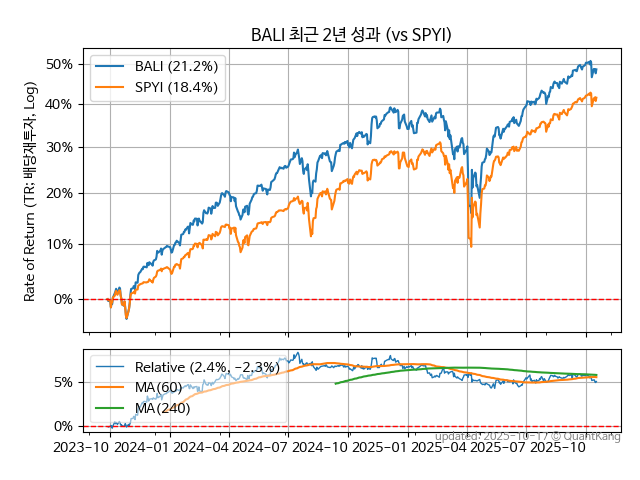 BALI 최근 2년 성과 (vs SPYI)
Rate of Return (TR: 배당재투자, Log)
50%
40%
30%
20%
10%
0%
BALI (21.2%)
SPYI (18.4%)
5%
0%
Relative (2.4%, −2.3%)
MA(60)
MA(240)
2023-10 2024-01 2024-04 2024-07 2024-10 2025-01 2025-04 2025-07 2025-10
updated: 2025-10-17 © QuantKang